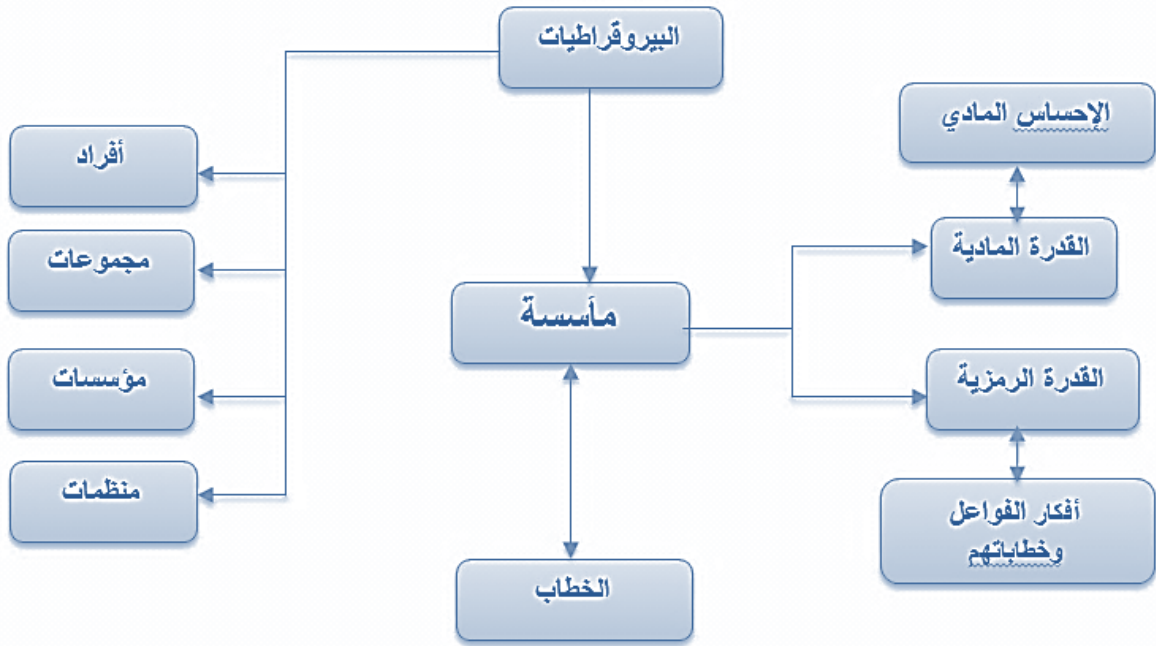 البيروقراطيات
الإحساس المادي
أفراد
القدرة المادية
مجموعات
مأسسة
القدرة الرمزية
مؤسسات
منظمات
أفكار الفواعل
وخطاباتهم
الخطاب